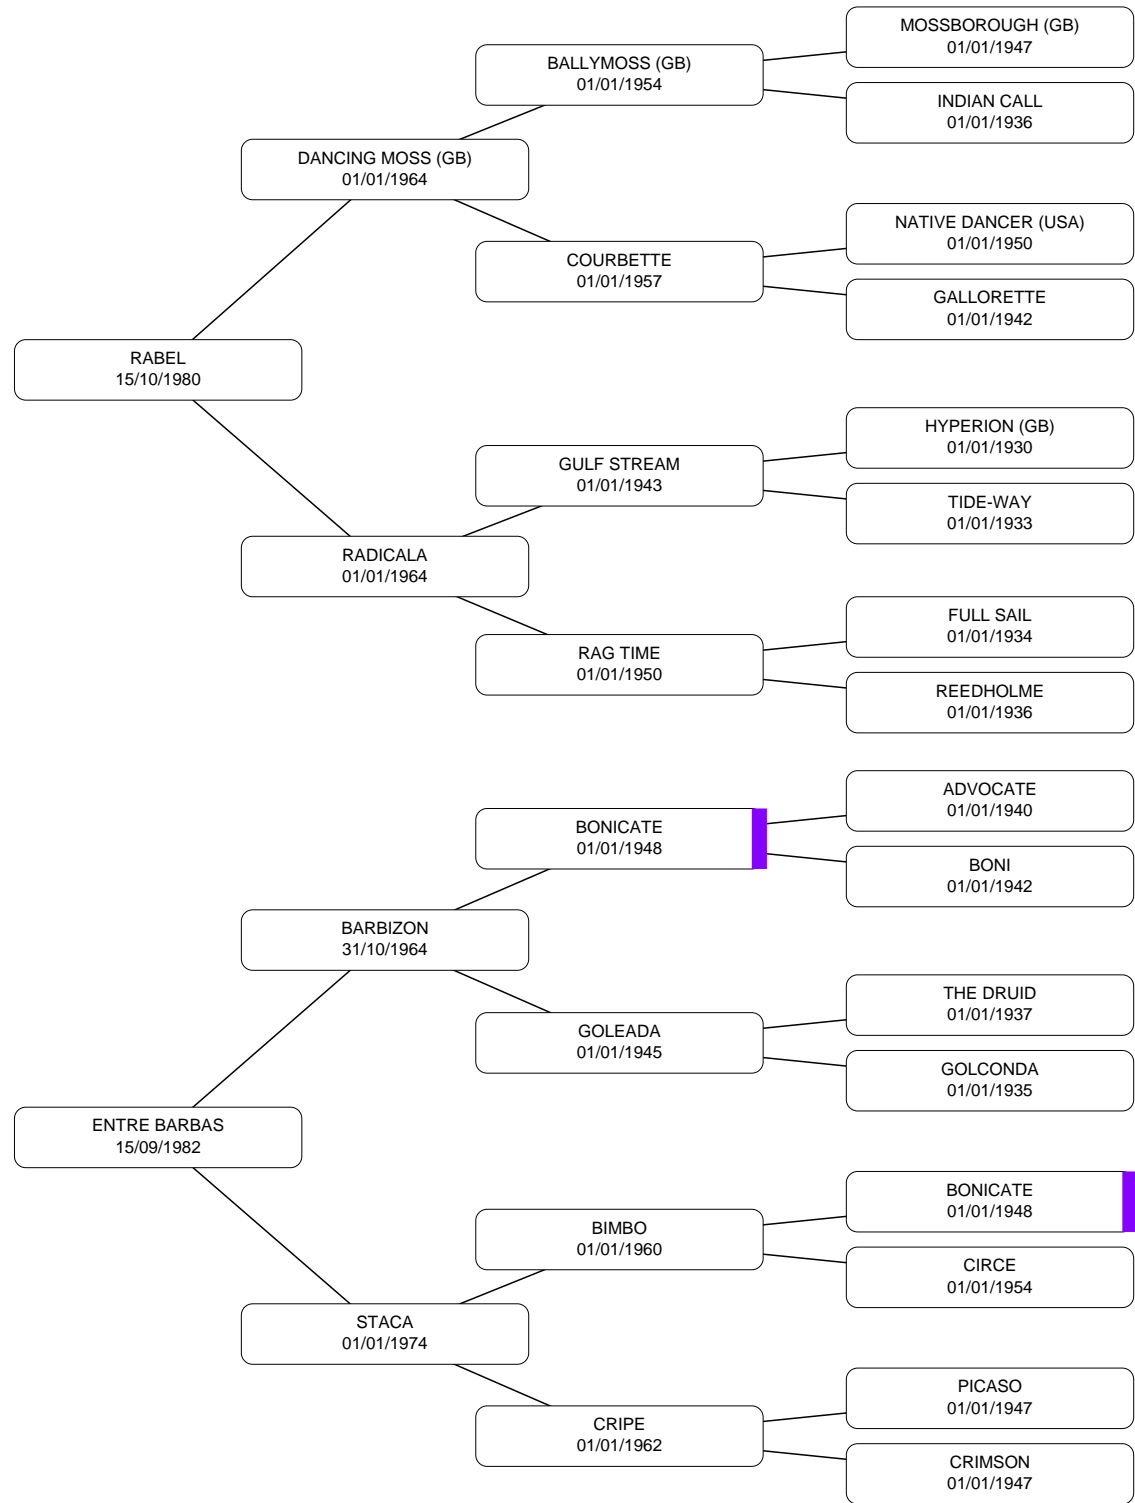 MOSSBOROUGH (GB)
01/01/1947
BALLYMOSS (GB)
01/01/1954
INDIAN CALL
01/01/1936
DANCING MOSS (GB)
01/01/1964
NATIVE DANCER (USA)
01/01/1950
COURBETTE
01/01/1957
GALLORETTE
01/01/1942
RABEL
15/10/1980
HYPERION (GB)
01/01/1930
GULF STREAM
01/01/1943
TIDE-WAY
01/01/1933
RADICALA
01/01/1964
FULL SAIL
01/01/1934
RAG TIME
01/01/1950
REEDHOLME
01/01/1936
ADVOCATE
01/01/1940
BONICATE
01/01/1948
BONI
01/01/1942
BARBIZON
31/10/1964
THE DRUID
01/01/1937
GOLEADA
01/01/1945
GOLCONDA
01/01/1935
ENTRE BARBAS
15/09/1982
BONICATE
01/01/1948
BIMBO
01/01/1960
CIRCE
01/01/1954
STACA
01/01/1974
PICASO
01/01/1947
CRIPE
01/01/1962
CRIMSON
01/01/1947